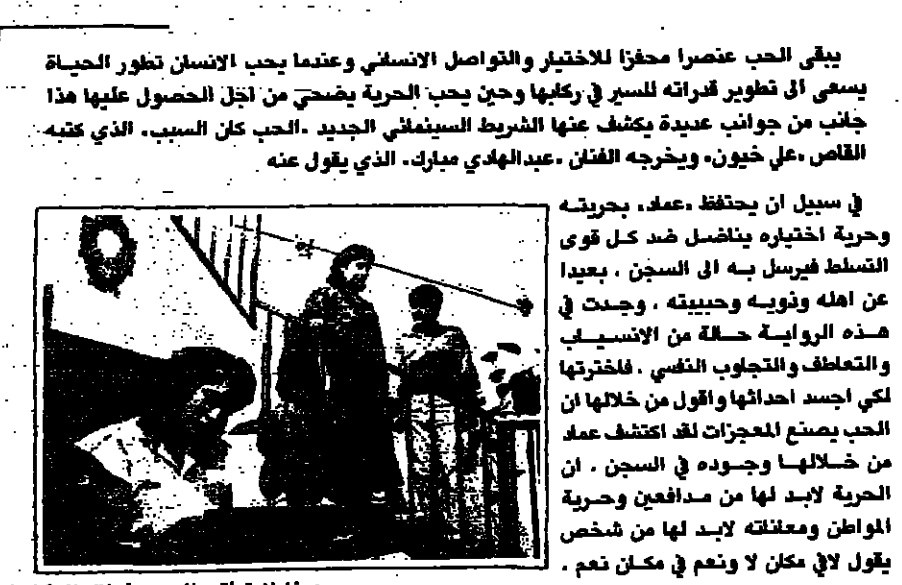 يبقى الحب عنصرا محفزا للاختيار والتواصل الانساني وعندما يحب الانسان تطور الحياة
يسعى الى تطوير قدراته للسير في ركابها وحين يحب الحرية يضحي من اجل الحصول عليها هذا
جانب من جوانب عديدة يكشف عنها الشريط السينمائي الجديد «الحب كان السبب» الذي كتبه
القاص «علي خيون» ويخرجه الفنان «عبدالهادي مبارك» الذي يقول عنه
في سبيل ان يحتفظ «عماد» بحريته
وحرية اختياره يناضل ضد كل قوى
التسلط فيرسل به الى السجن ، بعيدا
عن اهله وذويه وحبيبته ، وجدت في
هذه الرواية حالة من الانسياب
والتعاطف والتجاوب النفسي ، فاخترتها
لكي اجسد احداثها واقول من خلالها ان
الحب يصنع المعجزات لقد اكتشف عماد
من خلالها وجوده في السجن ، ان
الحرية لابد لها من مدافعين وحرية
المواطن ومعاناته لابد لها من شخص
يقول لا في مكان لا ونعم في مكان نعم .